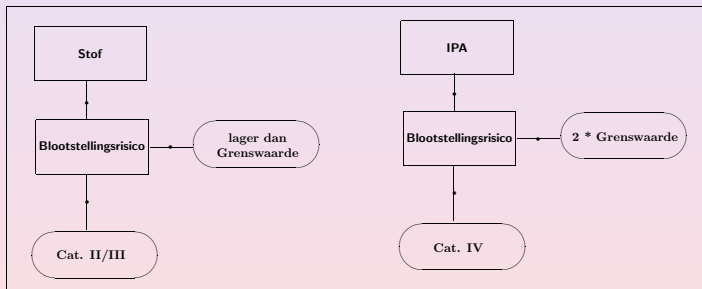 Stof
Blootstellingsrisico
lager dan
Grenswaarde
Cat. II/III
IPA
Blootstellingsrisico
2 * Grenswaarde
Cat. IV